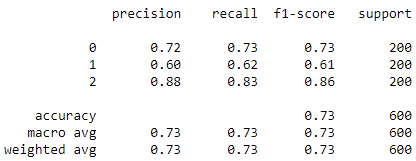 precision recall f1-score support
0 0.72 0.73 0.73 200
1 0.60 0.62 0.61 200
2 0.88 0.83 0.86 200
accuracy 0.73 600
macro avg 0.73 0.73 0.73 600
weighted avg 0.73 0.73 0.73 600